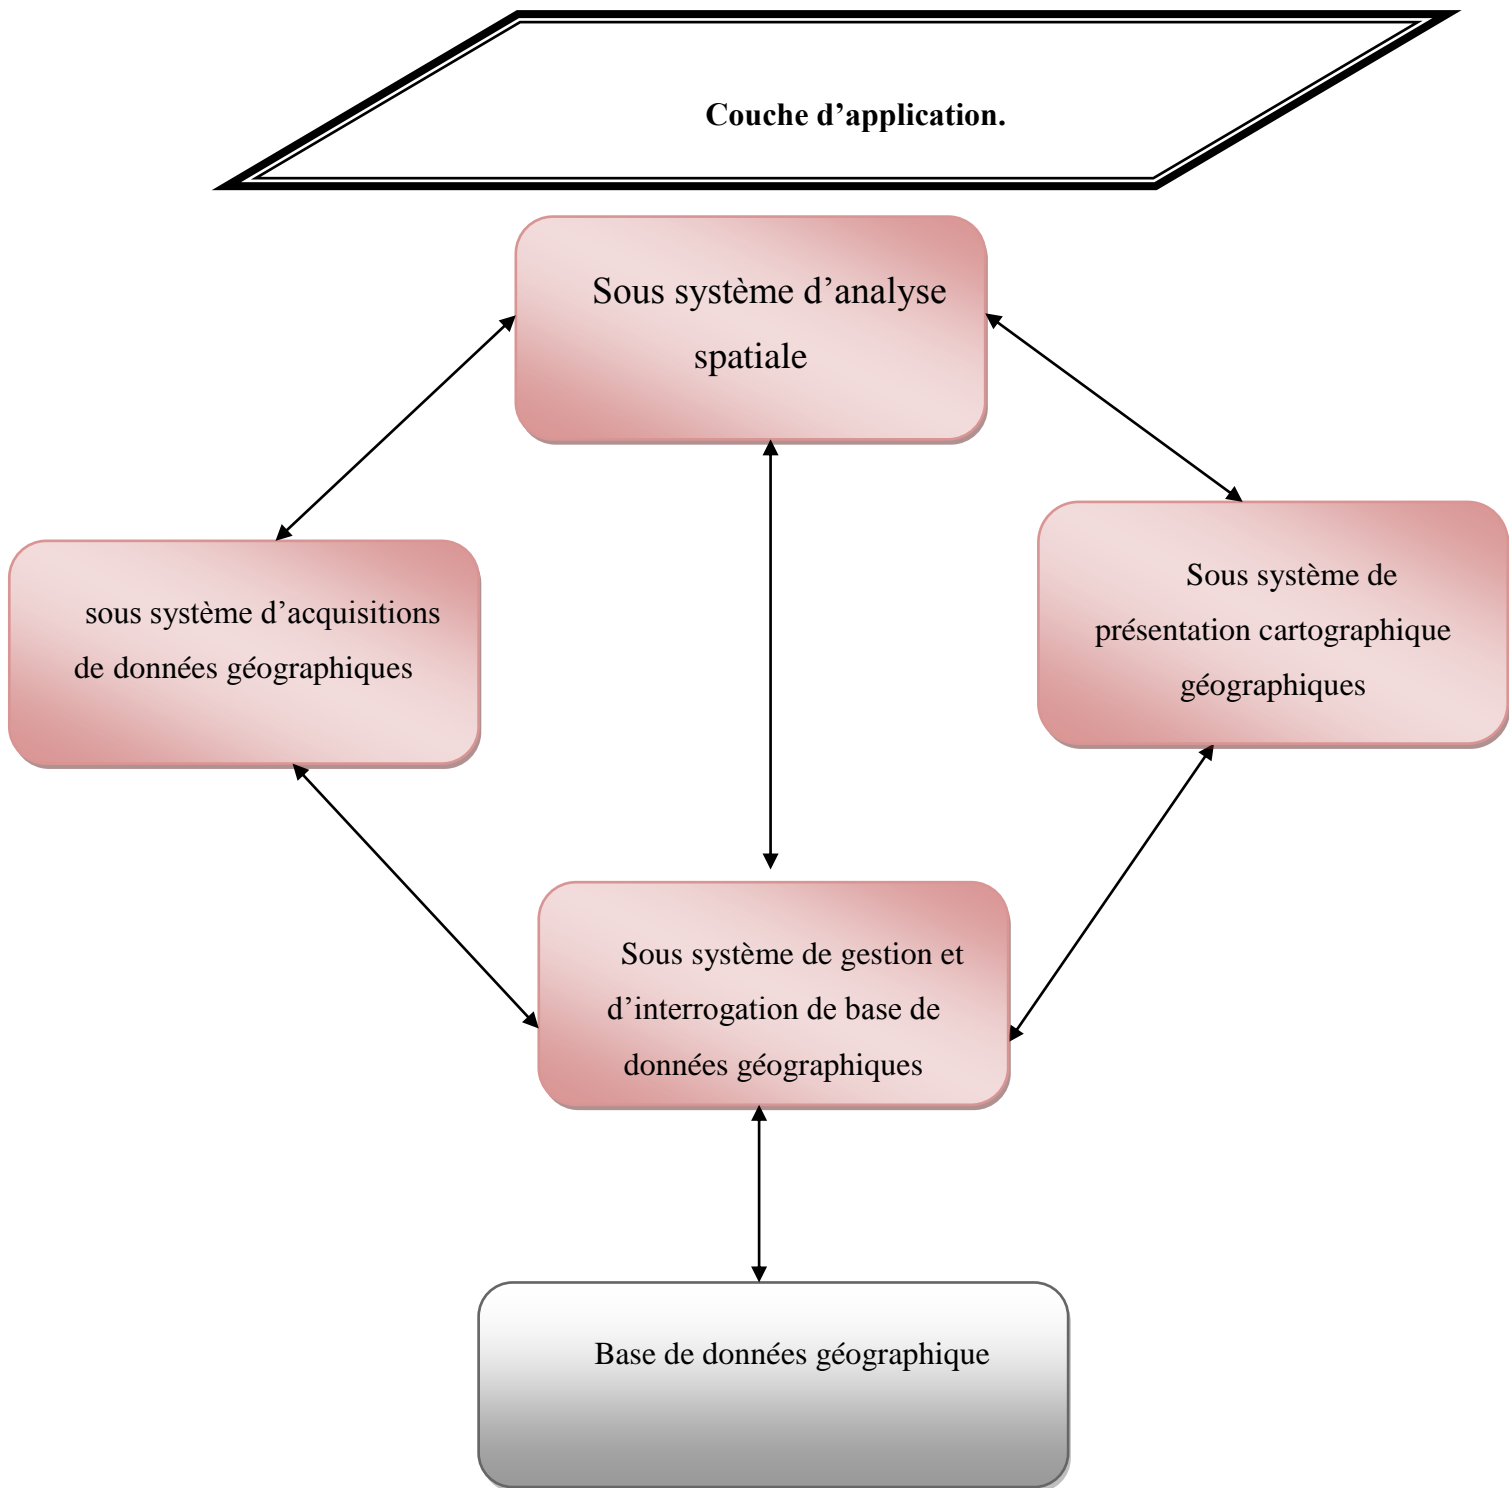 Couche d’application.
Sous système d’analyse
spatiale
sous système d’acquisitions
de données géographiques
Sous système de
présentation cartographique
géographiques
Sous système de gestion et
d’interrogation de base de
données géographiques
Base de données géographique